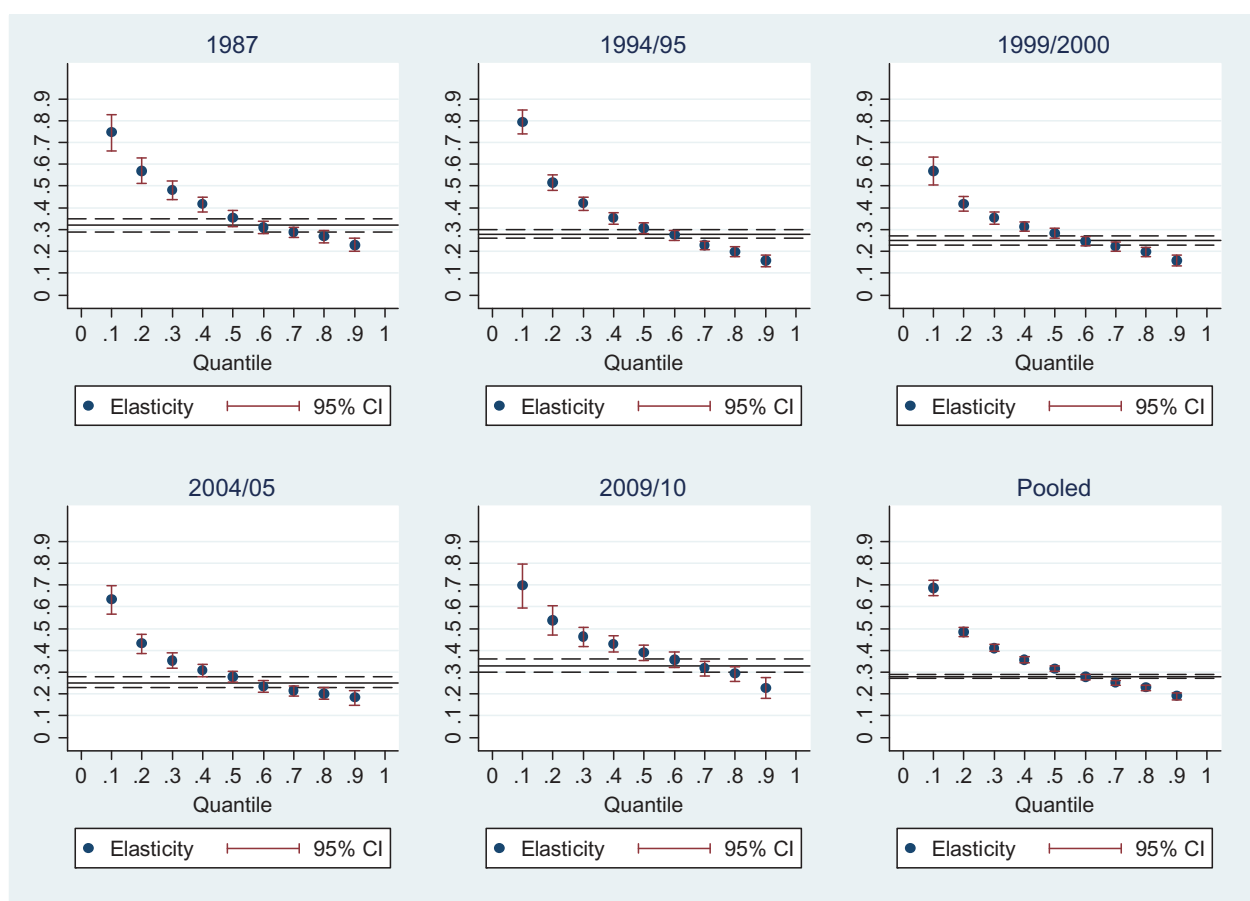 1987
0 .1 .2 .3 .4 .5 .6 .7 .8 .9
0 .1 .2 .3 .4 .5 .6 .7 .8 .9 1
Quantile
Elasticity 95% CI
1994/95
0 .1 .2 .3 .4 .5 .6 .7 .8 .9
0 .1 .2 .3 .4 .5 .6 .7 .8 .9 1
Quantile
Elasticity 95% CI
1999/2000
0 .1 .2 .3 .4 .5 .6 .7 .8 .9
0 .1 .2 .3 .4 .5 .6 .7 .8 .9 1
Quantile
Elasticity 95% CI
2004/05
0 .1 .2 .3 .4 .5 .6 .7 .8 .9
0 .1 .2 .3 .4 .5 .6 .7 .8 .9 1
Quantile
Elasticity 95% CI
2009/10
0 .1 .2 .3 .4 .5 .6 .7 .8 .9
0 .1 .2 .3 .4 .5 .6 .7 .8 .9 1
Quantile
Elasticity 95% CI
Pooled
0 .1 .2 .3 .4 .5 .6 .7 .8 .9
0 .1 .2 .3 .4 .5 .6 .7 .8 .9 1
Quantile
Elasticity 95% CI